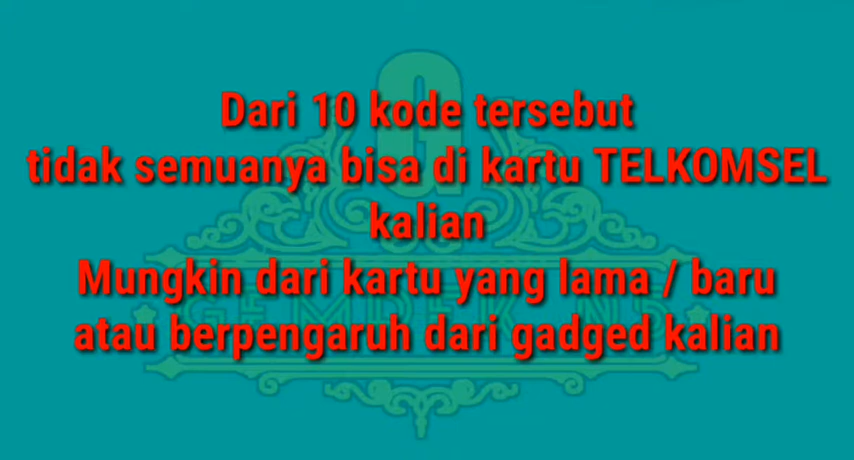 Dari 10 kode tersebut
tidak semuanya bisa di kartu TELKOMSEL
kalian
Mungkin dari kartu yang lama / baru
atau berpengaruh dari gadged kalian
G